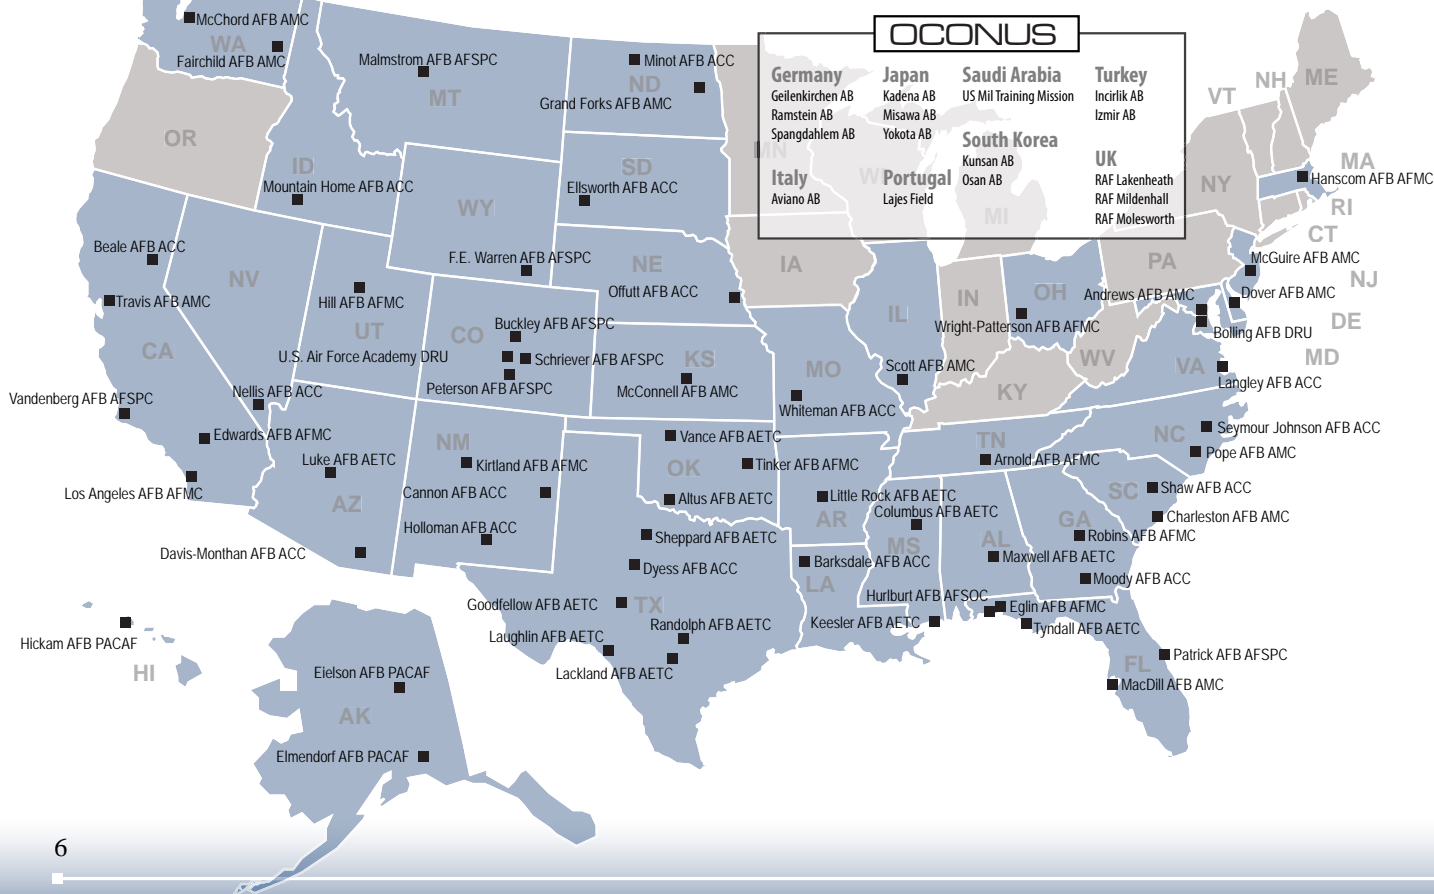 McChord AFB AMC
WA
Fairchild AFB AMC
Malmstrom AFB AFSPC
MT
Minot AFB ACC
ND
Grand Forks AFB AMC
OCONUS
Germany
Geilenkirchen AB
Ramstein AB
Spangdahlem AB
Italy
Aviano AB
Japan
Kadena AB
Misawa AB
Yokota AB
Portugal
Lajes Field
Saudi Arabia
US Mil Training Mission
South Korea
Kunsan AB
Osan AB
Turkey
Incirlik AB
Izmir AB
UK
RAF Lakenheath
RAF Mildenhall
RAF Molesworth
MN
WI
MI
VT
NH
ME
OR
ID
Mountain Home AFB ACC
SD
Ellsworth AFB ACC
WY
NY
MA
Hanscom AFB AFMC
RI
CT
Beale AFB ACC
NV
F.E. Warren AFB AFSPC
NE
Offutt AFB ACC
IA
PA
McGuire AFB AMC
NJ
Travis AFB AMC
Hill AFB AFMC
UT
CO
Buckley AFB AFSPC
IL
IN
OH
Wright-Patterson AFB AFMC
Andrews AFB AMC
Dover AFB AMC
DE
Bolling AFB DRU
MD
CA
U.S. Air Force Academy DRU
Schriever AFB AFSPC
Peterson AFB AFSPC
KS
McConnell AFB AMC
MO
Whiteman AFB ACC
Scott AFB AMC
KY
WV
VA
Langley AFB ACC
Vandenberg AFB AFSPC
Nellis AFB ACC
Edwards AFB AFMC
Los Angeles AFB AFMC
Luke AFB AETC
AZ
Davis-Monthan AFB ACC
NM
Kirtland AFB AFMC
Cannon AFB ACC
Holloman AFB ACC
Vance AFB AETC
OK
Tinker AFB AFMC
Altus AFB AETC
TN
Arnold AFB AFMC
NC
Seymour Johnson AFB ACC
Pope AFB AMC
Little Rock AFB AETC
AR
Columbus AFB AETC
MS
AL
Maxwell AFB AETC
GA
SC
Shaw AFB ACC
Charleston AFB AMC
Robins AFB AFMC
Moody AFB ACC
Sheppard AFB AETC
Dyess AFB ACC
Goodfellow AFB AETC
TX
Randolph AFB AETC
Laughlin AFB AETC
Lackland AFB AETC
Barksdale AFB ACC
LA
Hurlburt AFB AFSOC
Keesler AFB AETC
Eglin AFB AFMC
Tyndall AFB AETC
FL
Patrick AFB AFSPC
MacDill AFB AMC
Hickam AFB PACAF
HI
Eielson AFB PACAF
AK
Elmendorf AFB PACAF
6